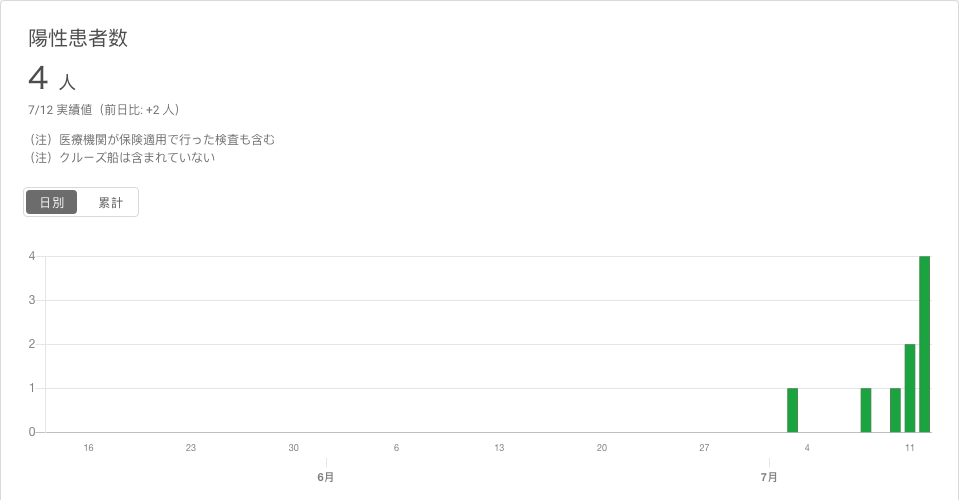 陽性患者数
4 人
7/12 実績値（前日比: +2 人）
（注）医療機関が保険適用で行った検査も含む
（注）クルーズ船は含まれていない
日別 累計
4
3
2
1
0
16 23 30 6 13 20 27 4 11
6月 7月